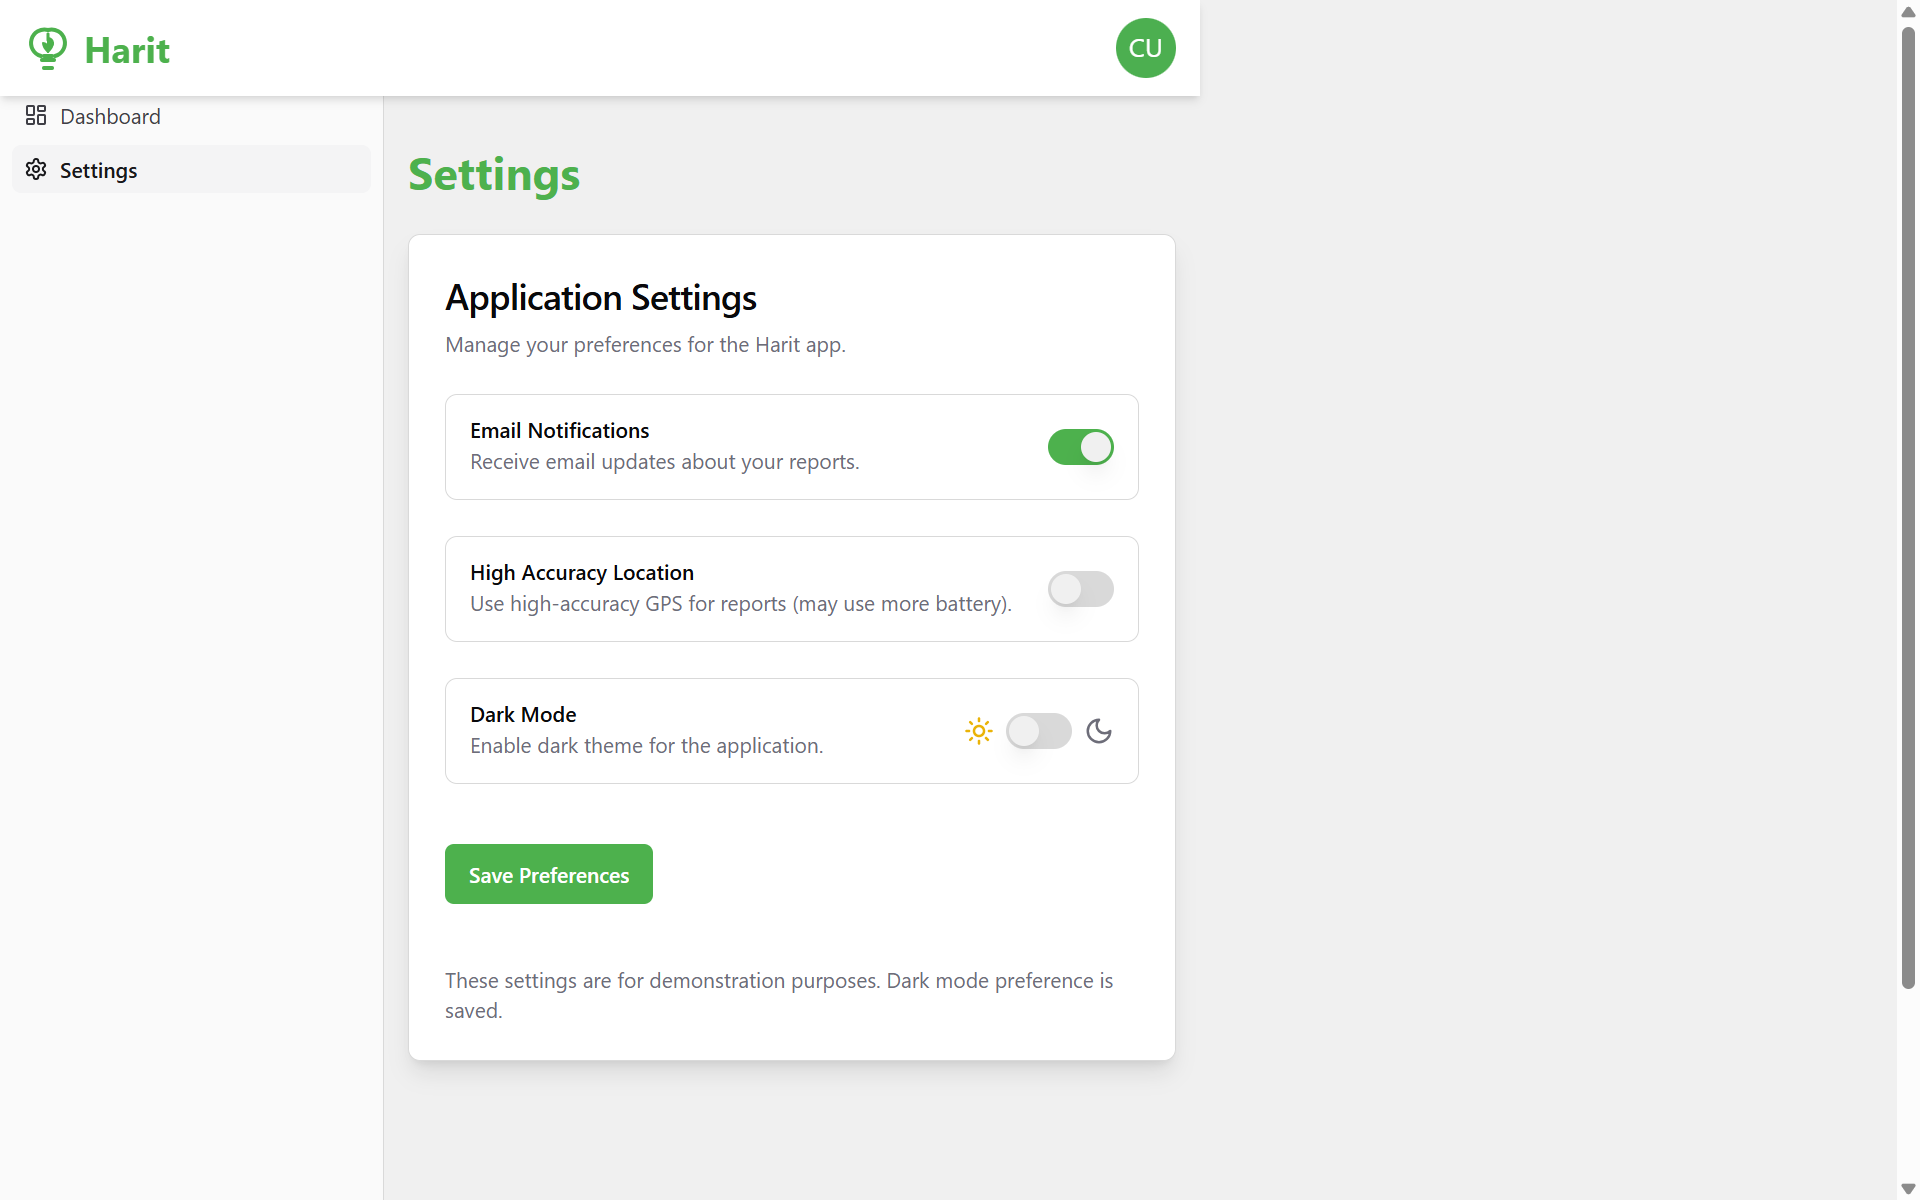 Harit
CU
Dashboard
Settings
Settings
Application Settings
Manage your preferences for the Harit app.
Email Notifications
Receive email updates about your reports.
High Accuracy Location
Use high-accuracy GPS for reports (may use more battery).
Dark Mode
Enable dark theme for the application.
Save Preferences
These settings are for demonstration purposes. Dark mode preference is
saved.